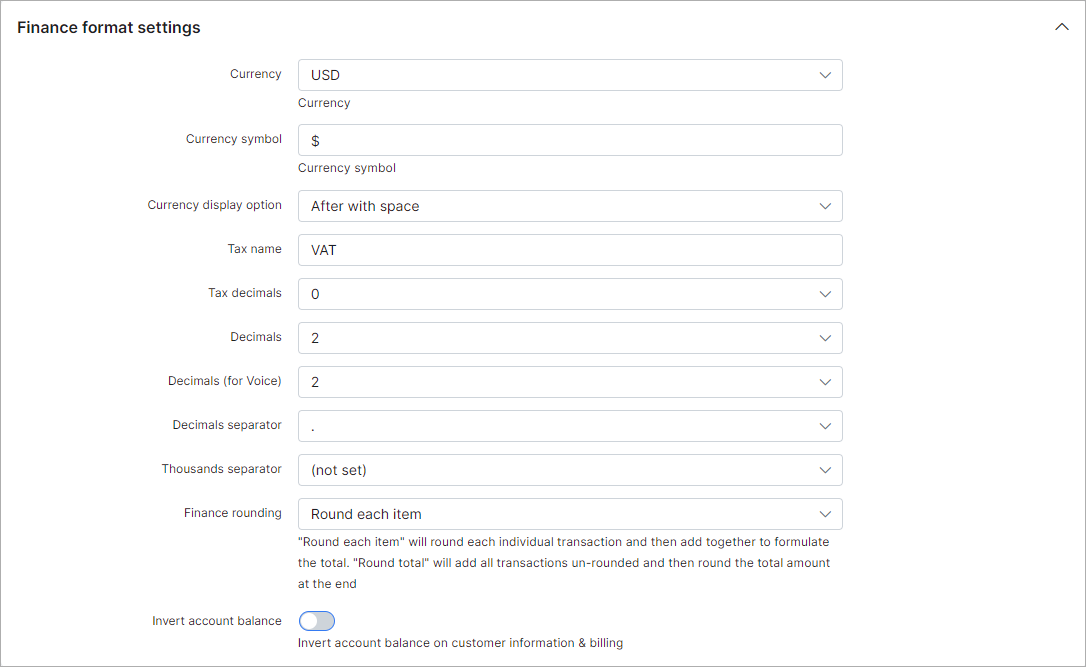 Finance format settings
Currency
USD
Currency
Currency symbol
$
Currency symbol
Currency display option
After with space
Tax name
VAT
Tax decimals
0
Decimals
2
Decimals (for Voice)
2
Decimals separator
.
Thousands separator
(not set)
Finance rounding
Round each item
"Round each item" will round each individual transaction and then add together to formulate
the total. "Round total" will add all transactions un-rounded and then round the total amount
at the end
Invert account balance
Invert account balance on customer information & billing